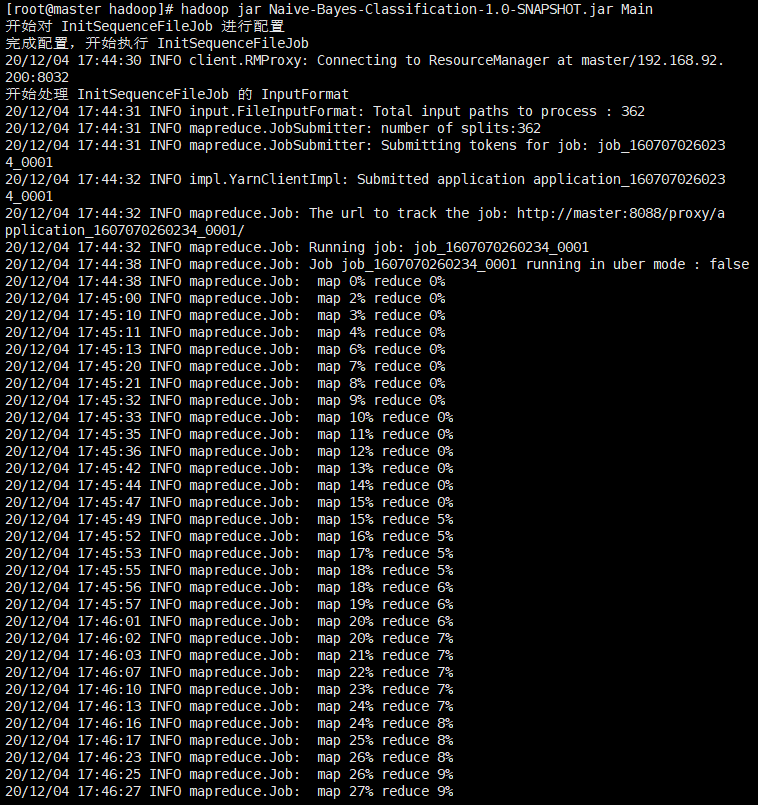 [root@master hadoop]# hadoop jar Naive-Bayes-Classification-1.0-SNAPSHOT.jar Main
开始对 InitSequenceFileJob 进行配置
完成配置，开始执行 InitSequenceFileJob
20/12/04 17:44:30 INFO client.RMProxy: Connecting to ResourceManager at master/192.168.92.
200:8032
开始处理 InitSequenceFileJob 的 InputFormat
20/12/04 17:44:31 INFO input.FileInputFormat: Total input paths to process : 362
20/12/04 17:44:31 INFO mapreduce.JobSubmitter: number of splits:362
20/12/04 17:44:31 INFO mapreduce.JobSubmitter: Submitting tokens for job: job_160707026023
4_0001
20/12/04 17:44:32 INFO impl.YarnClientImpl: Submitted application application_160707026023
4_0001
20/12/04 17:44:32 INFO mapreduce.Job: The url to track the job: http://master:8088/proxy/a
pplication_1607070260234_0001/
20/12/04 17:44:32 INFO mapreduce.Job: Running job: job_1607070260234_0001
20/12/04 17:44:38 INFO mapreduce.Job: Job job_1607070260234_0001 running in uber mode : false
20/12/04 17:44:38 INFO mapreduce.Job:  map 0% reduce 0%
20/12/04 17:45:00 INFO mapreduce.Job:  map 2% reduce 0%
20/12/04 17:45:10 INFO mapreduce.Job:  map 3% reduce 0%
20/12/04 17:45:11 INFO mapreduce.Job:  map 4% reduce 0%
20/12/04 17:45:13 INFO mapreduce.Job:  map 6% reduce 0%
20/12/04 17:45:20 INFO mapreduce.Job:  map 7% reduce 0%
20/12/04 17:45:21 INFO mapreduce.Job:  map 8% reduce 0%
20/12/04 17:45:32 INFO mapreduce.Job:  map 9% reduce 0%
20/12/04 17:45:33 INFO mapreduce.Job:  map 10% reduce 0%
20/12/04 17:45:35 INFO mapreduce.Job:  map 11% reduce 0%
20/12/04 17:45:36 INFO mapreduce.Job:  map 12% reduce 0%
20/12/04 17:45:42 INFO mapreduce.Job:  map 13% reduce 0%
20/12/04 17:45:44 INFO mapreduce.Job:  map 14% reduce 0%
20/12/04 17:45:47 INFO mapreduce.Job:  map 15% reduce 0%
20/12/04 17:45:49 INFO mapreduce.Job:  map 15% reduce 5%
20/12/04 17:45:52 INFO mapreduce.Job:  map 16% reduce 5%
20/12/04 17:45:53 INFO mapreduce.Job:  map 17% reduce 5%
20/12/04 17:45:55 INFO mapreduce.Job:  map 18% reduce 5%
20/12/04 17:45:56 INFO mapreduce.Job:  map 18% reduce 6%
20/12/04 17:45:57 INFO mapreduce.Job:  map 19% reduce 6%
20/12/04 17:46:01 INFO mapreduce.Job:  map 20% reduce 6%
20/12/04 17:46:02 INFO mapreduce.Job:  map 20% reduce 7%
20/12/04 17:46:03 INFO mapreduce.Job:  map 21% reduce 7%
20/12/04 17:46:07 INFO mapreduce.Job:  map 22% reduce 7%
20/12/04 17:46:10 INFO mapreduce.Job:  map 23% reduce 7%
20/12/04 17:46:13 INFO mapreduce.Job:  map 24% reduce 7%
20/12/04 17:46:16 INFO mapreduce.Job:  map 24% reduce 8%
20/12/04 17:46:17 INFO mapreduce.Job:  map 25% reduce 8%
20/12/04 17:46:23 INFO mapreduce.Job:  map 26% reduce 8%
20/12/04 17:46:25 INFO mapreduce.Job:  map 26% reduce 9%
20/12/04 17:46:27 INFO mapreduce.Job:  map 27% reduce 9%